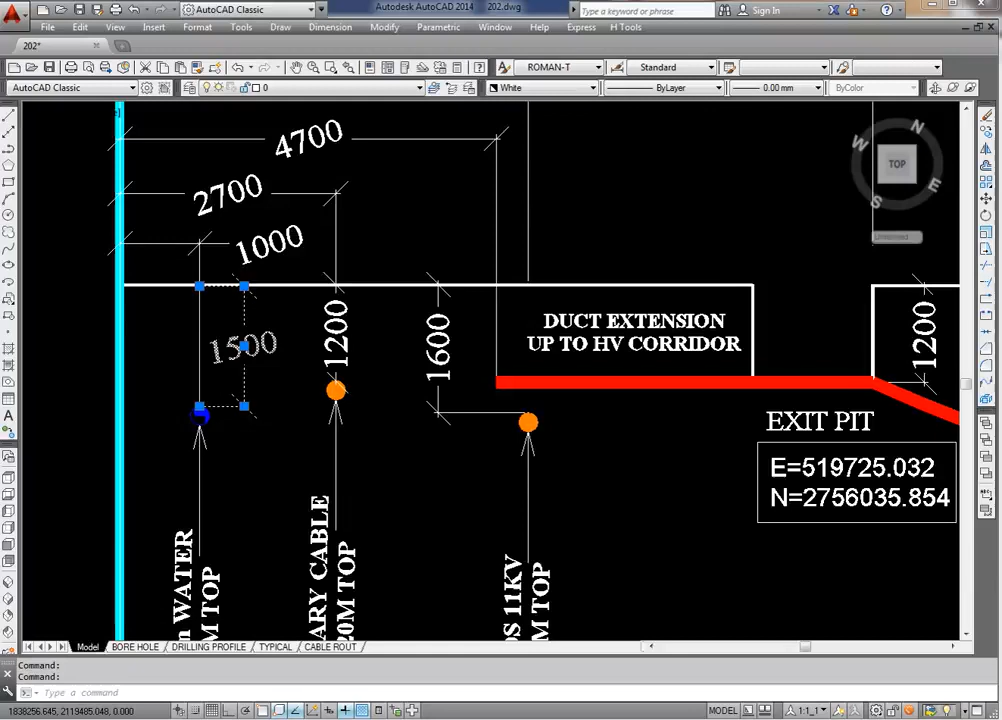 AutoCAD Classic
Autodesk AutoCAD 2014
202.dwg
Type a keyword or phrase
Sign In
File
Edit
View
Insert
Format
Tools
Draw
Dimension
Modify
Parametric
Window
Help
Express
H Tools
202*
ROMAN-T
Standard
AutoCAD Classic
0
White
ByLayer
0.00 mm
ByColor
4700
2700
1000
N
W
TOP
E
S
Unnamed
1500
1200
1600
DUCT EXTENSION
UP TO HV CORRIDOR
1200
EXIT PIT
E=519725.032
N=2756035.854
WATER
M TOP
ARY CABLE
20M TOP
OS 11KV
M TOP
Model
BORE HOLE
DRILLING PROFILE
TYPICAL
CABLE ROUT
Command:
Command:
Type a command
1838256.645, 2119485.048, 0.000
MODEL
1:1_1